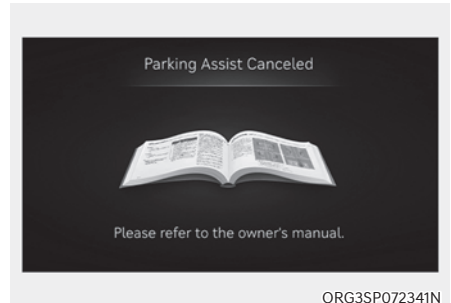 Parking Assist Canceled
Please refer to the owner's manual.
ORG3SP072341N